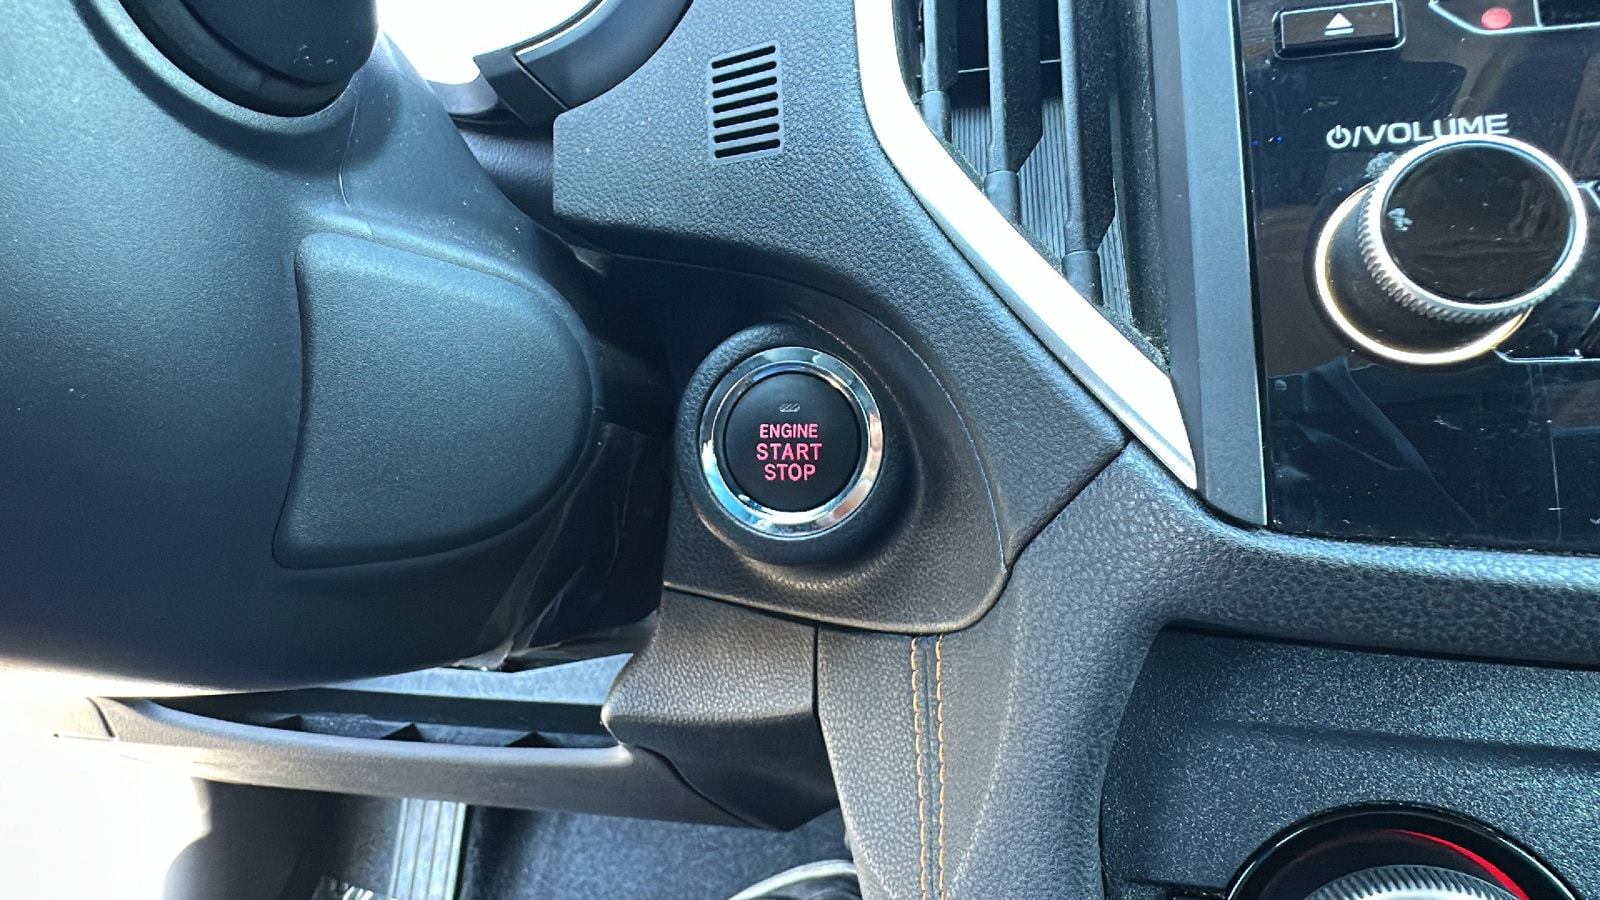 ⏻/VOLUME
ENGINE
START
STOP